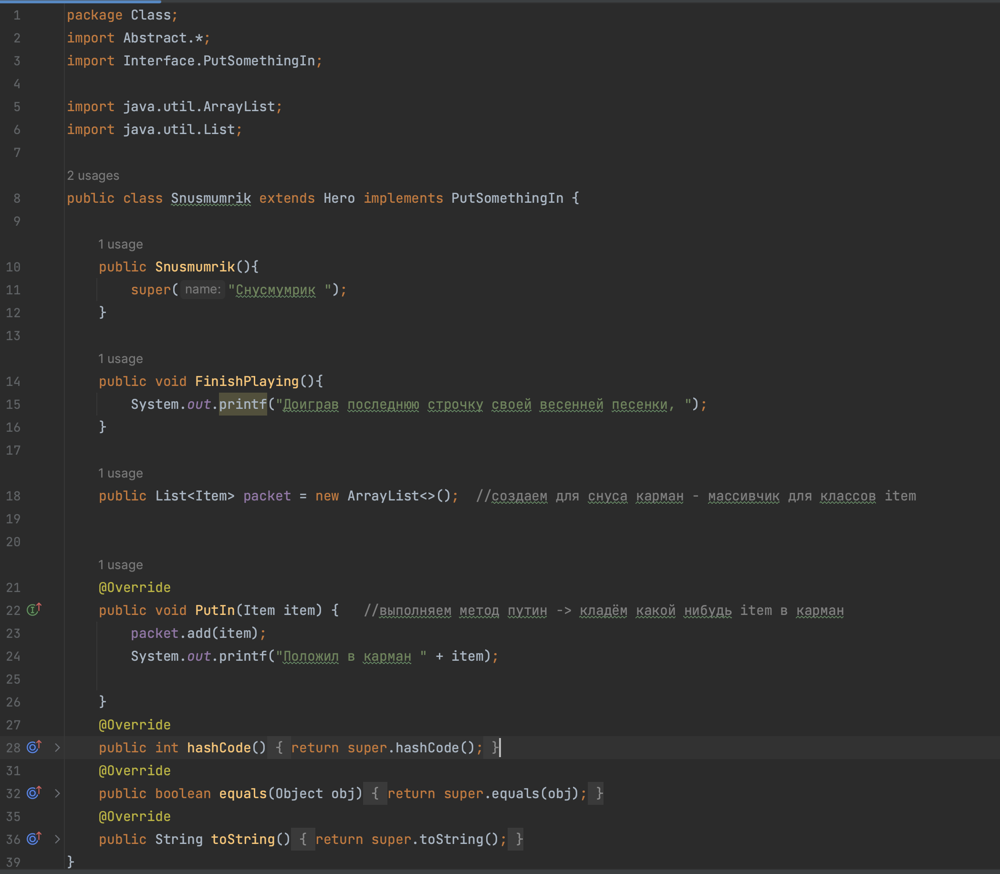 1 package Class;
2 import Abstract.*;
3 import Interface.PutSomethingIn;
4
5 import java.util.ArrayList;
6 import java.util.List;
7
2 usages
8 public class Snusmumrik extends Hero implements PutSomethingIn {
9
1 usage
10 public Snusmumrik(){
11 super( name: "Снусмумрик ");
12 }
13
1 usage
14 public void FinishPlaying(){
15 System.out.printf("Доиграв последнюю строчку своей весенней песенки, ");
16 }
17
1 usage
18 public List<Item> packet = new ArrayList<>(); //создаем для снуса карман - массивчик для классов item
19
20
1 usage
21 @Override
22 public void PutIn(Item item) { //выполняем метод путин -> кладём какой нибудь item в карман
23 packet.add(item);
24 System.out.printf("Положил в карман " + item);
25
26 }
27 @Override
28 public int hashCode() { return super.hashCode(); }
31 @Override
32 public boolean equals(Object obj) { return super.equals(obj); }
35 @Override
36 public String toString() { return super.toString(); }
39 }